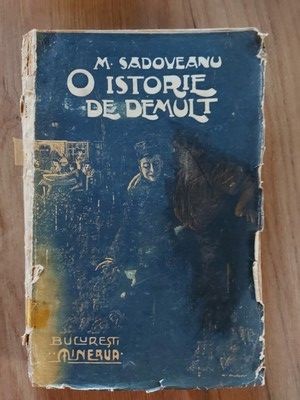 M. SADOVEANU
O ISTORIE
DE DEMULT
BUCUREȘTI
MINERVA